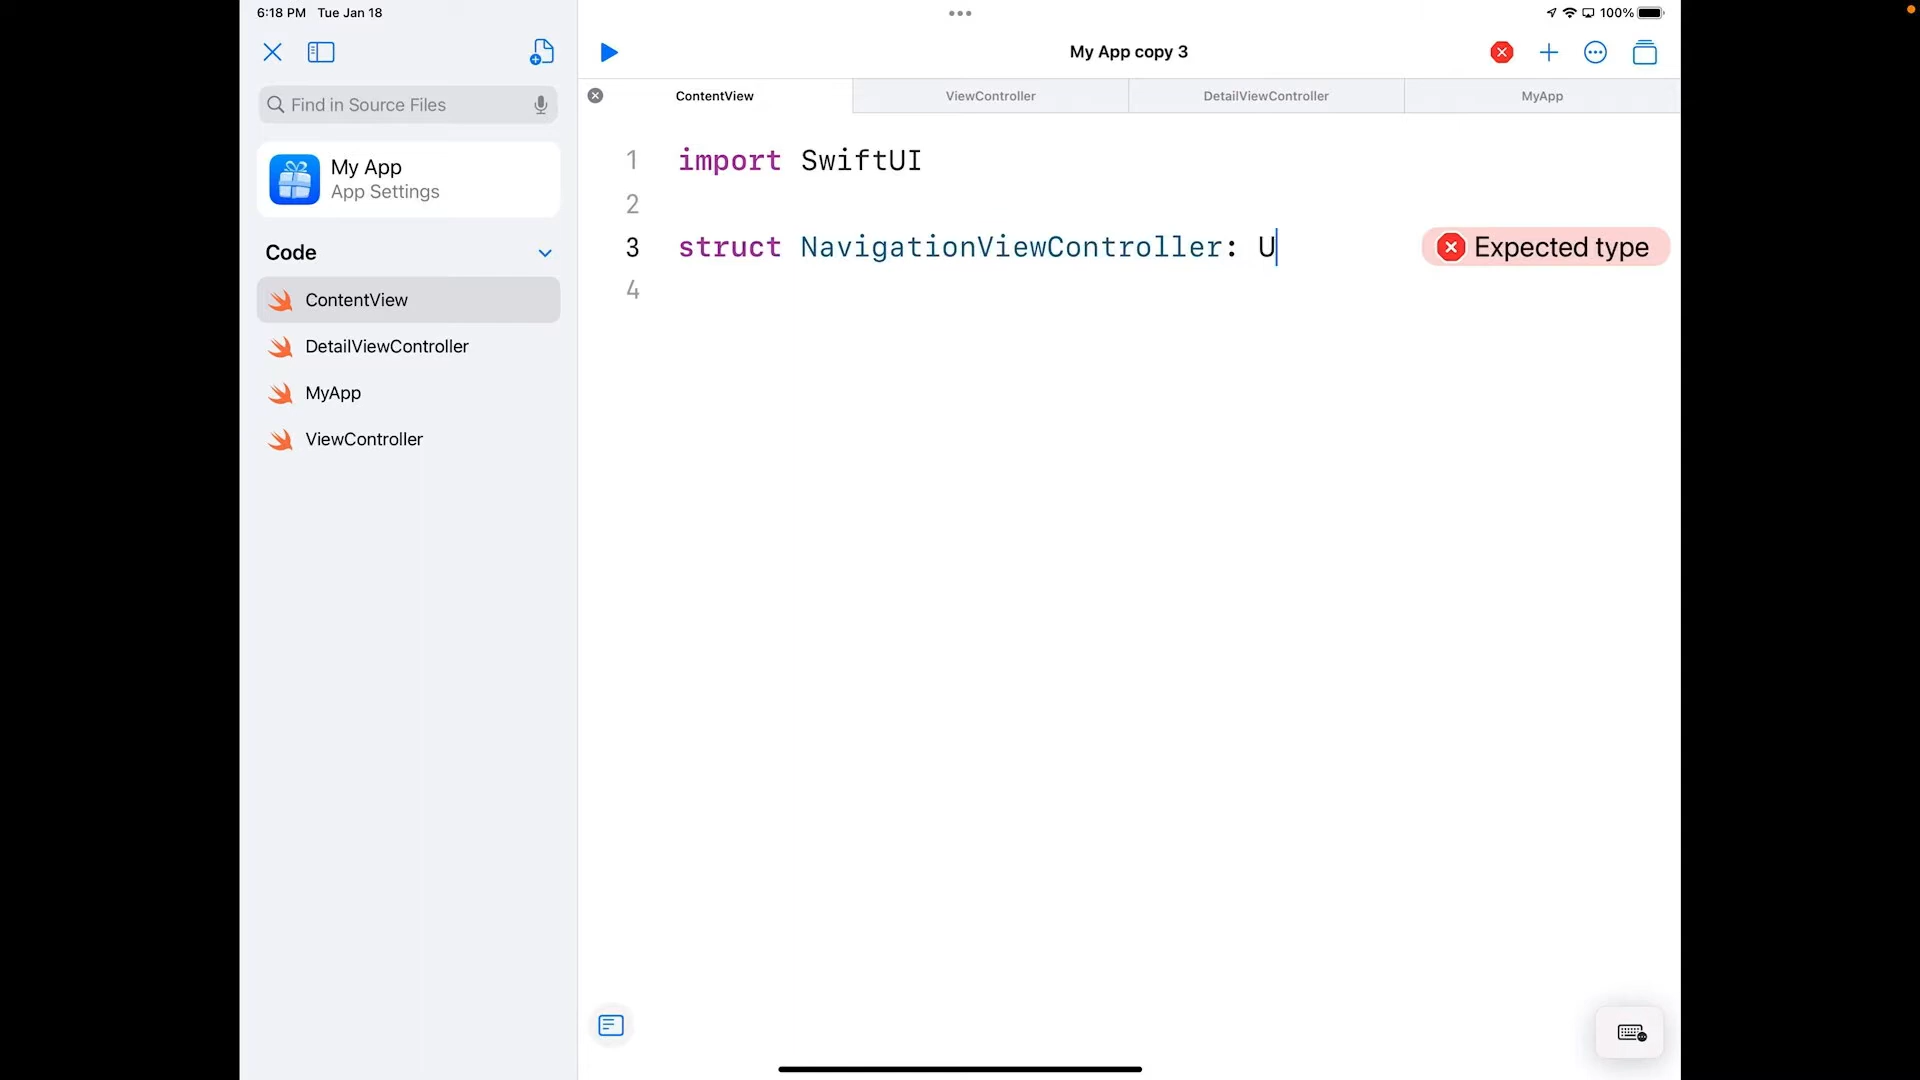 6:18 PM Tue Jan 18
100%
My App copy 3
Find in Source Files
ContentView
ViewController
DetailViewController
MyApp
My App
App Settings
Code
ContentView
DetailViewController
MyApp
ViewController
1 import SwiftUI
2
3 struct NavigationViewController: U
Expected type
4